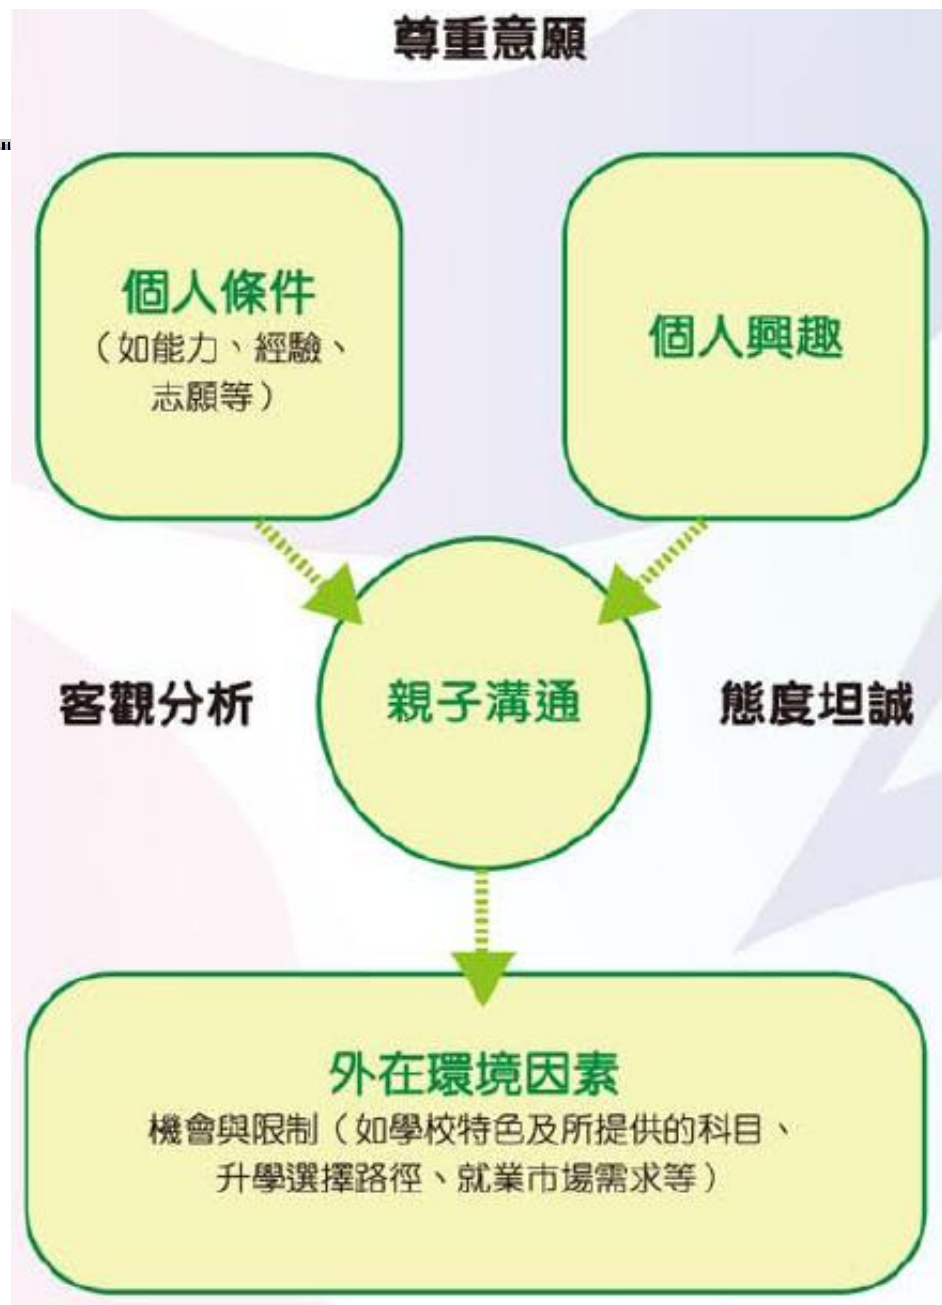 尊重意願
個人條件
（如能力、經驗、
志願等）
個人興趣
客觀分析
親子溝通
態度坦誠
外在環境因素
機會與限制（如學校特色及所提供的科目、
升學選擇路徑、就業市場需求等）